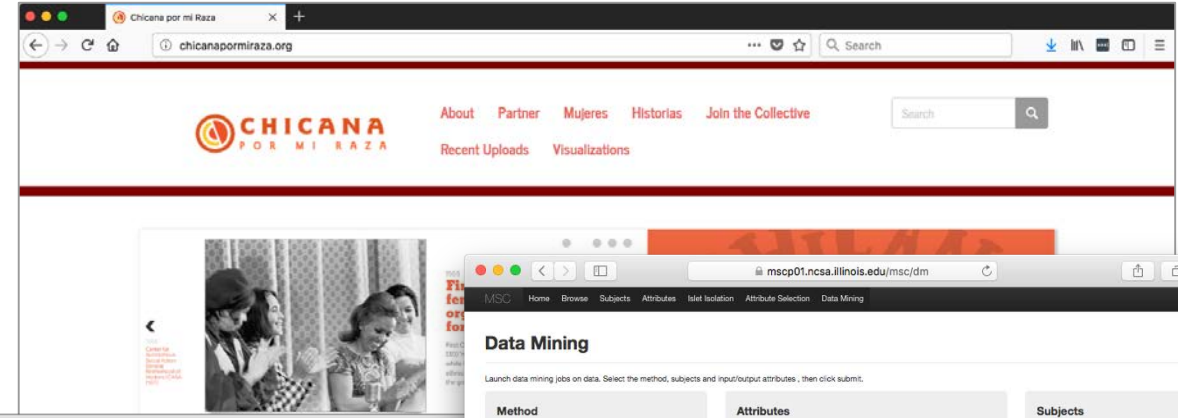 Chicana por mi Raza
chicanapormiraza.org
Search
CHICANA
POR MI RAZA
About Partner Mujeres Historias Join the Collective
Search
Recent Uploads Visualizations
mscp01.ncsa.illinois.edu/msc/dm
MSC Home Browse Subjects Attributes Islet Isolation Attribute Selection Data Mining
Data Mining
Launch data mining jobs on data. Select the method, subjects and input/output attributes , then click submit.
Method Attributes Subjects